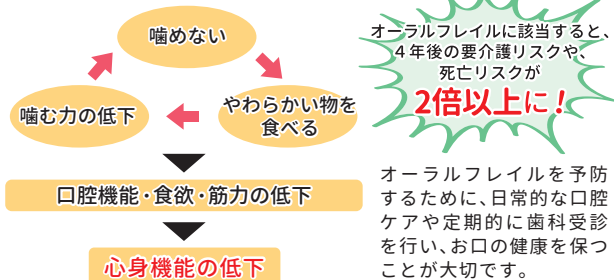 噛めない
やわらかい物を
食べる
噛む力の低下
口腔機能・食欲・筋力の低下
心身機能の低下
オーラルフレイルに該当すると、
４年後の要介護リスクや、
死亡リスクが
2倍以上に！
オーラルフレイルを予防
するために、日常的な口腔
ケアや定期的に歯科受診
を行い、お口の健康を保つ
ことが大切です。